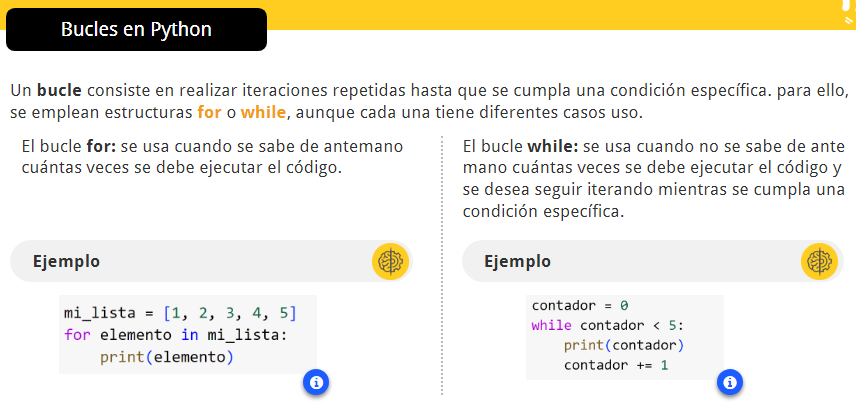 Bucles en Python
Un bucle consiste en realizar iteraciones repetidas hasta que se cumpla una condición específica. para ello,
se emplean estructuras for o while, aunque cada una tiene diferentes casos uso.
El bucle for: se usa cuando se sabe de antemano
cuántas veces se debe ejecutar el código.
Ejemplo
mi_lista = [1, 2, 3, 4, 5]
for elemento in mi_lista:
    print(elemento)
El bucle while: se usa cuando no se sabe de ante
mano cuántas veces se debe ejecutar el código y
se desea seguir iterando mientras se cumpla una
condición específica.
Ejemplo
contador = 0
while contador < 5:
    print(contador)
    contador += 1